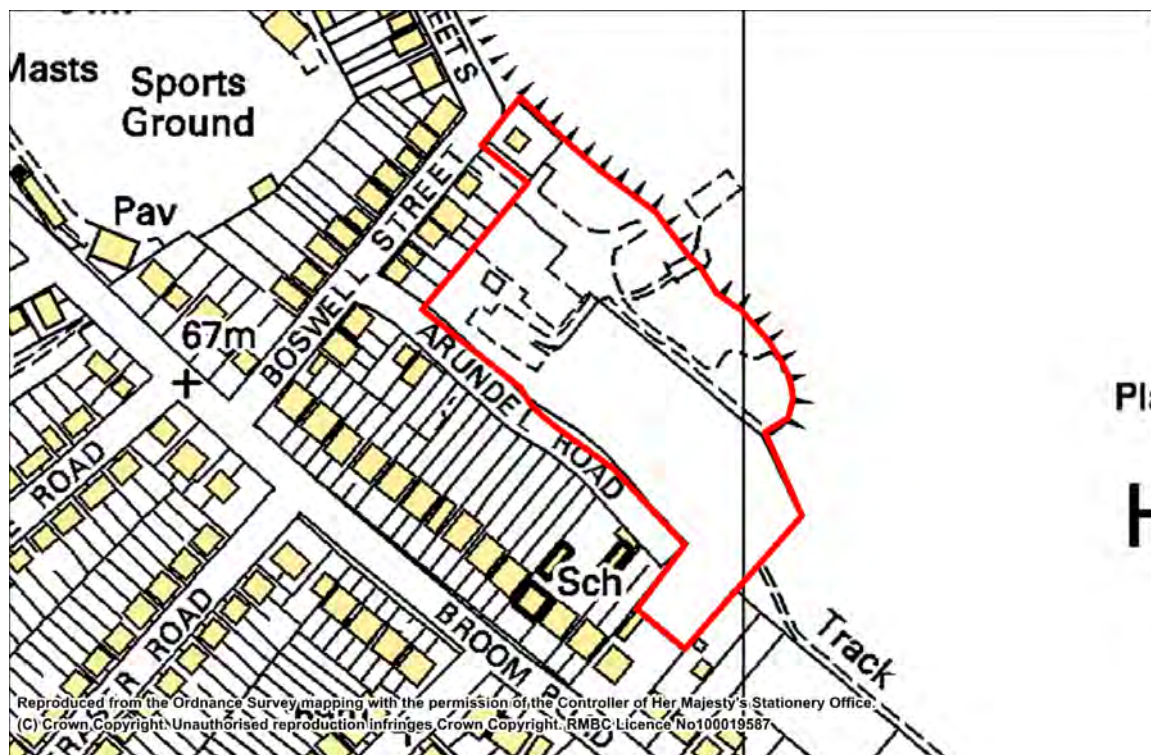 Masts
Sports
Ground
Pav
67m
BOSWELL STREET
ARUNDEL ROAD
Sch
BROOM
Track
ROAD
ROAD
Reproduced from the Ordnance Survey mapping with the permission of the Controller of Her Majesty's Stationery Office.
(C) Crown Copyright. Unauthorised reproduction infringes Crown Copyright. RMBC Licence No100019587